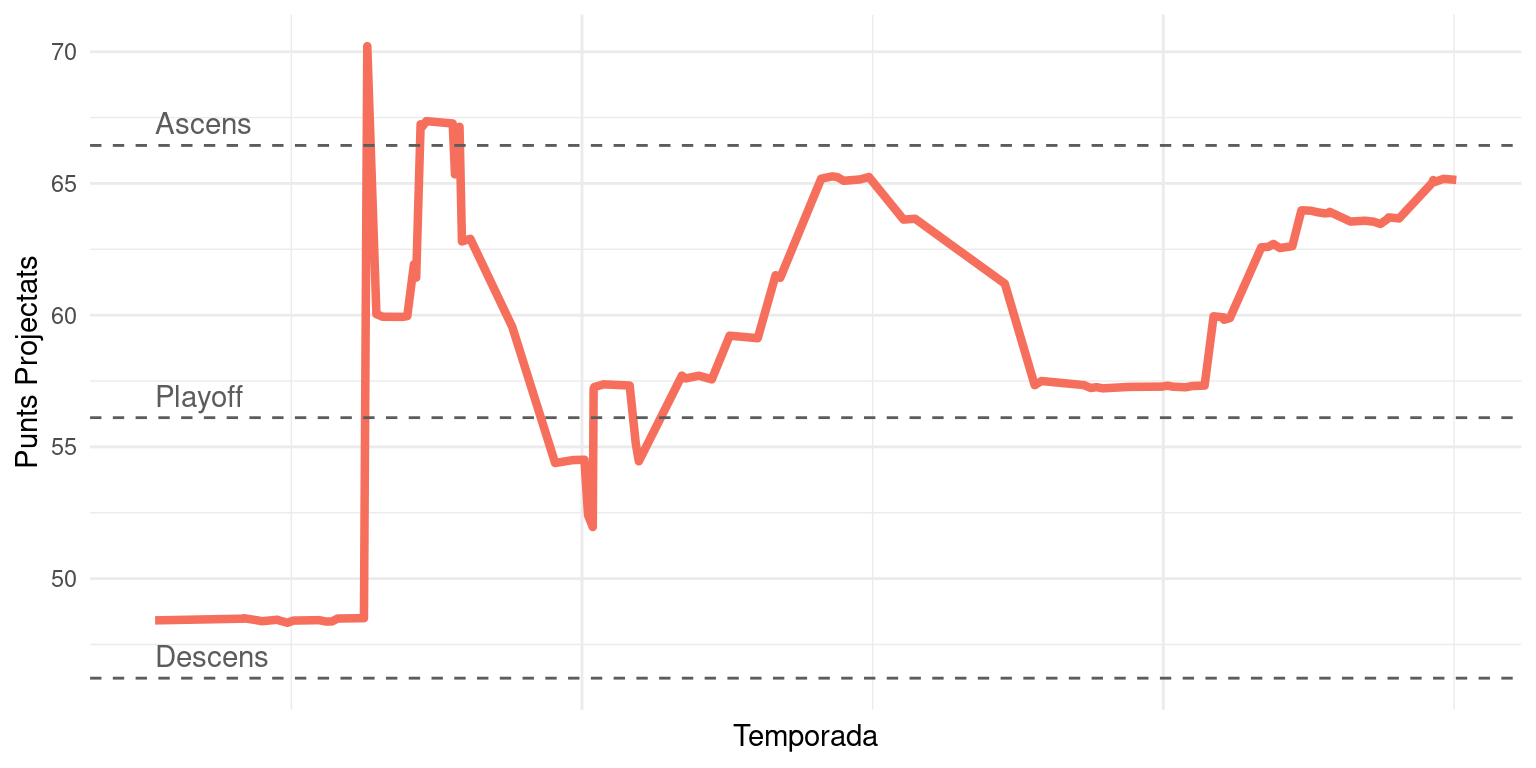 70
Ascens
65
60
Playoff
55
50
Descens
Punts Projectats
Temporada